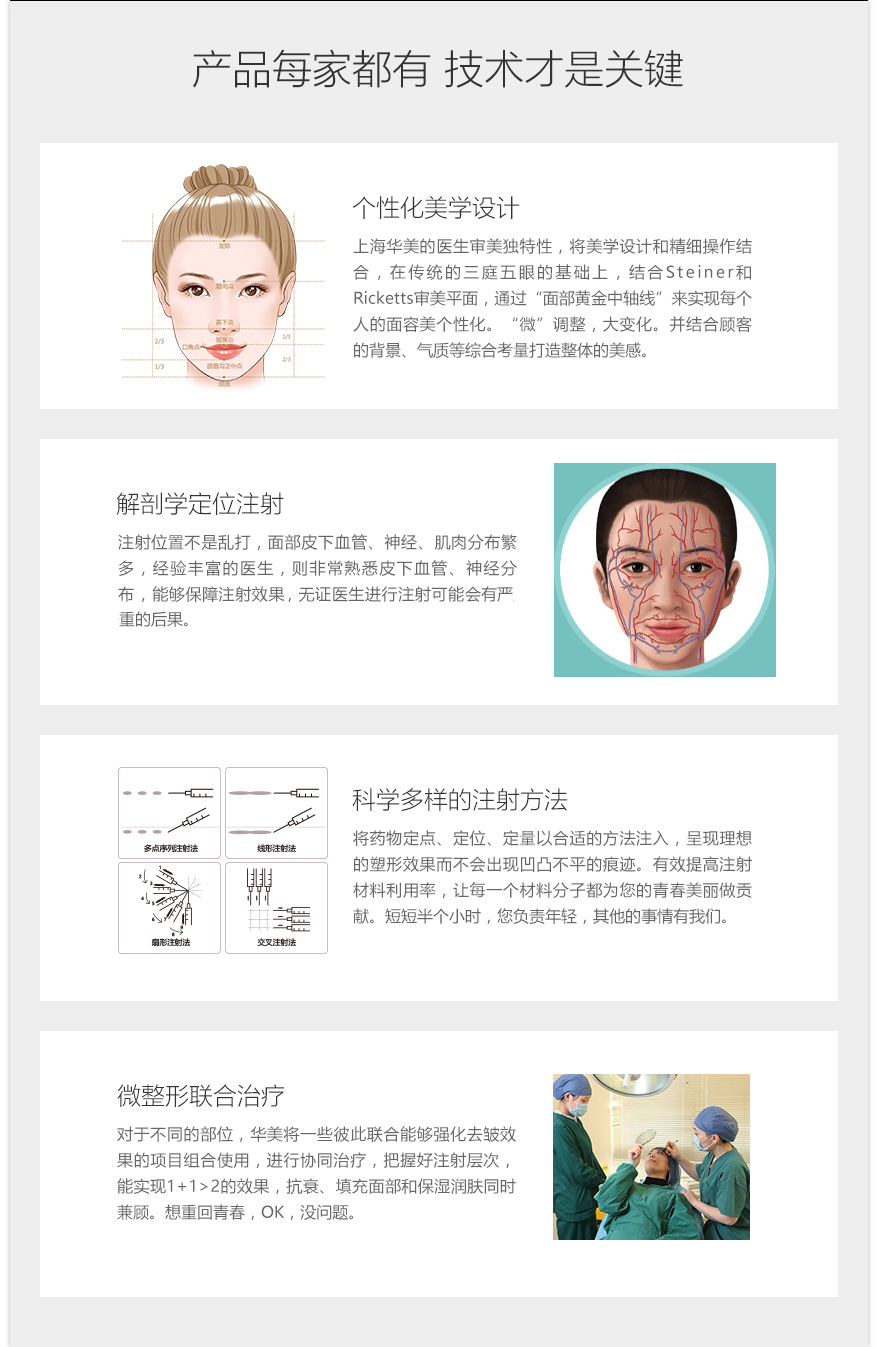 产品每家都有 技术才是关键
个性化美学设计
上海华美的医生审美独特性，将美学设计和精细操作结
合，在传统的三庭五眼的基础上，结合Steiner和
Ricketts审美平面，通过“面部黄金中轴线”来实现每个
人的面容美个性化。“微”调整，大变化。并结合顾客
的背景、气质等综合考量打造整体的美感。
发际
眉间点
鼻下点
唇珠点
口角点
颏唇沟正中点
2/3
1/3
1/3
2/3
解剖学定位注射
注射位置不是乱打，面部皮下血管、神经、肌肉分布繁
多，经验丰富的医生，则非常熟悉皮下血管、神经分
布，能够保障注射效果，无证医生进行注射可能会有严
重的后果。
多点序列注射法
线形注射法
扇形注射法
交叉注射法
科学多样的注射方法
将药物定点、定位、定量以合适的方法注入，呈现理想
的塑形效果而不会出现凹凸不平的痕迹。有效提高注射
材料利用率，让每一个材料分子都为您的青春美丽做贡
献。短短半个小时，您负责年轻，其他的事情有我们。
微整形联合治疗
对于不同的部位，华美将一些彼此联合能够强化去皱效
果的项目组合使用，进行协同治疗，把握好注射层次，
能实现1+1>2的效果，抗衰、填充面部和保湿润肤同时
兼顾。想重回青春，OK，没问题。